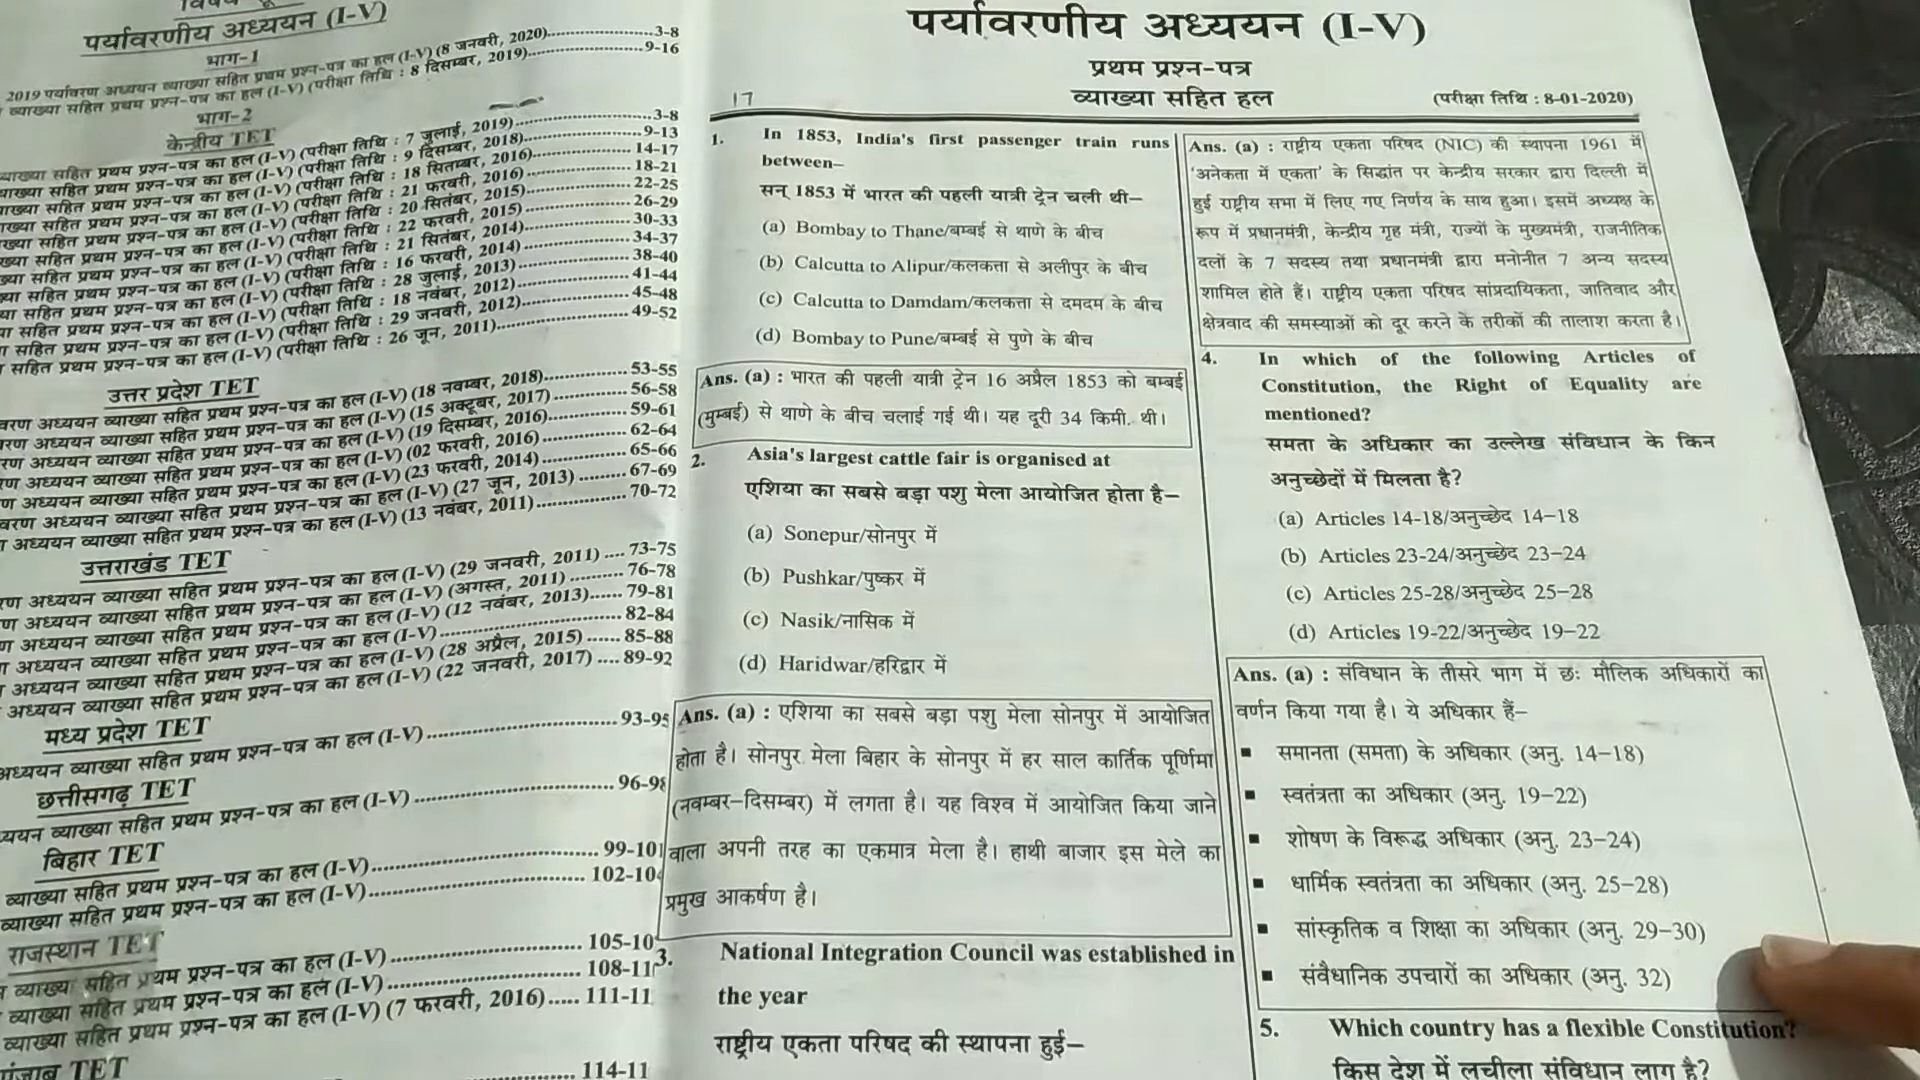 पर्यावरणीय अध्ययन (I-V)
भाग-1
2019 पर्यावरण अध्ययन व्याख्या सहित प्रथम प्रश्न-पत्र का हल (I-V) (8 जनवरी, 2020)..........3-8
व्याख्या सहित प्रथम प्रश्न-पत्र का हल (I-V) (परीक्षा तिथि : 8 दिसम्बर, 2019)..........9-16
भाग-2
केन्द्रीय TET
व्याख्या सहित प्रथम प्रश्न-पत्र का हल (I-V) (परीक्षा तिथि : 7 जुलाई, 2019)..........3-8
सहित प्रथम प्रश्न-पत्र का हल (I-V) (परीक्षा तिथि : 9 दिसम्बर, 2018)..........9-13
सहित प्रथम प्रश्न-पत्र का हल (I-V) (परीक्षा तिथि : 18 सितम्बर, 2016)..........14-17
सहित प्रथम प्रश्न-पत्र का हल (I-V) (परीक्षा तिथि : 21 फरवरी, 2016)..........18-21
सहित प्रथम प्रश्न-पत्र का हल (I-V) (परीक्षा तिथि : 20 सितंबर, 2015)..........22-25
सहित प्रथम प्रश्न-पत्र का हल (I-V) (परीक्षा तिथि : 22 फरवरी, 2015)..........26-29
सहित प्रथम प्रश्न-पत्र का हल (I-V) (परीक्षा तिथि : 21 सितंबर, 2014)..........30-33
सहित प्रथम प्रश्न-पत्र का हल (I-V) (परीक्षा तिथि : 16 फरवरी, 2014)..........34-37
सहित प्रथम प्रश्न-पत्र का हल (I-V) (परीक्षा तिथि : 28 जुलाई, 2013)..........38-40
सहित प्रथम प्रश्न-पत्र का हल (I-V) (परीक्षा तिथि : 18 नवंबर, 2012)..........41-44
सहित प्रथम प्रश्न-पत्र का हल (I-V) (परीक्षा तिथि : 29 जनवरी, 2012)..........45-48
सहित प्रथम प्रश्न-पत्र का हल (I-V) (परीक्षा तिथि : 26 जून, 2011)..........49-52
उत्तर प्रदेश TET
अध्ययन व्याख्या सहित प्रथम प्रश्न-पत्र का हल (I-V) (18 नवम्बर, 2018)..........53-55
अध्ययन व्याख्या सहित प्रथम प्रश्न-पत्र का हल (I-V) (15 अक्टूबर, 2017)..........56-58
अध्ययन व्याख्या सहित प्रथम प्रश्न-पत्र का हल (I-V) (19 दिसम्बर, 2016)..........59-61
अध्ययन व्याख्या सहित प्रथम प्रश्न-पत्र का हल (I-V) (02 फरवरी, 2016)..........62-64
अध्ययन व्याख्या सहित प्रथम प्रश्न-पत्र का हल (I-V) (23 फरवरी, 2014)..........65-66
अध्ययन व्याख्या सहित प्रथम प्रश्न-पत्र का हल (I-V) (27 जून, 2013)..........67-69
अध्ययन व्याख्या सहित प्रथम प्रश्न-पत्र का हल (I-V) (13 नवंबर, 2011)..........70-72
उत्तराखंड TET
अध्ययन व्याख्या सहित प्रथम प्रश्न-पत्र का हल (I-V) (29 जनवरी, 2011) .... 73-75
अध्ययन व्याख्या सहित प्रथम प्रश्न-पत्र का हल (I-V) (अगस्त, 2011) .......... 76-78
अध्ययन व्याख्या सहित प्रथम प्रश्न-पत्र का हल (I-V) (12 नवंबर, 2013)...... 79-81
अध्ययन व्याख्या सहित प्रथम प्रश्न-पत्र का हल (I-V).......... 82-84
अध्ययन व्याख्या सहित प्रथम प्रश्न-पत्र का हल (I-V) (28 अप्रैल, 2015) ...... 85-88
अध्ययन व्याख्या सहित प्रथम प्रश्न-पत्र का हल (I-V) (22 जनवरी, 2017) .... 89-92
मध्य प्रदेश TET
अध्ययन व्याख्या सहित प्रथम प्रश्न-पत्र का हल (I-V).......... 93-95
छत्तीसगढ़ TET
व्याख्या सहित प्रथम प्रश्न-पत्र का हल (I-V).......... 96-98
बिहार TET
व्याख्या सहित प्रथम प्रश्न-पत्र का हल (I-V).......... 99-101
व्याख्या सहित प्रथम प्रश्न-पत्र का हल (I-V).......... 102-104
राजस्थान TET
व्याख्या सहित प्रथम प्रश्न-पत्र का हल (I-V).......... 105-10
व्याख्या सहित प्रथम प्रश्न-पत्र का हल (I-V).......... 108-11
व्याख्या सहित प्रथम प्रश्न-पत्र का हल (I-V) (7 फरवरी, 2016)..... 111-11
पंजाब TET
114-11
पर्यावरणीय अध्ययन (I-V)
प्रथम प्रश्न-पत्र
17 व्याख्या सहित हल (परीक्षा तिथि : 8-01-2020)
1. In 1853, India's first passenger train runs
between–
सन् 1853 में भारत की पहली यात्री ट्रेन चली थी–
(a) Bombay to Thane/बम्बई से थाणे के बीच
(b) Calcutta to Alipur/कलकत्ता से अलीपुर के बीच
(c) Calcutta to Damdam/कलकत्ता से दमदम के बीच
(d) Bombay to Pune/बम्बई से पुणे के बीच
Ans. (a) : भारत की पहली यात्री ट्रेन 16 अप्रैल 1853 को बम्बई
(मुम्बई) से थाणे के बीच चलाई गई थी। यह दूरी 34 किमी. थी।
2. Asia's largest cattle fair is organised at
एशिया का सबसे बड़ा पशु मेला आयोजित होता है–
(a) Sonepur/सोनपुर में
(b) Pushkar/पुष्कर में
(c) Nasik/नासिक में
(d) Haridwar/हरिद्वार में
Ans. (a) : एशिया का सबसे बड़ा पशु मेला सोनपुर में आयोजित
होता है। सोनपुर मेला बिहार के सोनपुर में हर साल कार्तिक पूर्णिमा
(नवम्बर–दिसम्बर) में लगता है। यह विश्व में आयोजित किया जाने
वाला अपनी तरह का एकमात्र मेला है। हाथी बाजार इस मेले का
प्रमुख आकर्षण है।
3. National Integration Council was established in
the year
राष्ट्रीय एकता परिषद की स्थापना हुई–
Ans. (a) : राष्ट्रीय एकता परिषद (NIC) की स्थापना 1961 में
'अनेकता में एकता' के सिद्धांत पर केन्द्रीय सरकार द्वारा दिल्ली में
हुई राष्ट्रीय सभा में लिए गए निर्णय के साथ हुआ। इसमें अध्यक्ष के
रूप में प्रधानमंत्री, केन्द्रीय गृह मंत्री, राज्यों के मुख्यमंत्री, राजनीतिक
दलों के 7 सदस्य तथा प्रधानमंत्री द्वारा मनोनीत 7 अन्य सदस्य
शामिल होते हैं। राष्ट्रीय एकता परिषद सांप्रदायिकता, जातिवाद और
क्षेत्रवाद की समस्याओं को दूर करने के तरीकों की तालाश करता है।
4. In which of the following Articles of
Constitution, the Right of Equality are
mentioned?
समता के अधिकार का उल्लेख संविधान के किन
अनुच्छेदों में मिलता है?
(a) Articles 14-18/अनुच्छेद 14–18
(b) Articles 23-24/अनुच्छेद 23–24
(c) Articles 25-28/अनुच्छेद 25–28
(d) Articles 19-22/अनुच्छेद 19–22
Ans. (a) : संविधान के तीसरे भाग में छः मौलिक अधिकारों का
वर्णन किया गया है। ये अधिकार हैं–
▪ समानता (समता) के अधिकार (अनु. 14–18)
▪ स्वतंत्रता का अधिकार (अनु. 19–22)
▪ शोषण के विरूद्ध अधिकार (अनु. 23–24)
▪ धार्मिक स्वतंत्रता का अधिकार (अनु. 25–28)
▪ सांस्कृतिक व शिक्षा का अधिकार (अनु. 29–30)
▪ संवैधानिक उपचारों का अधिकार (अनु. 32)
5. Which country has a flexible Constitution?
किस देश में लचीला संविधान लागू है?